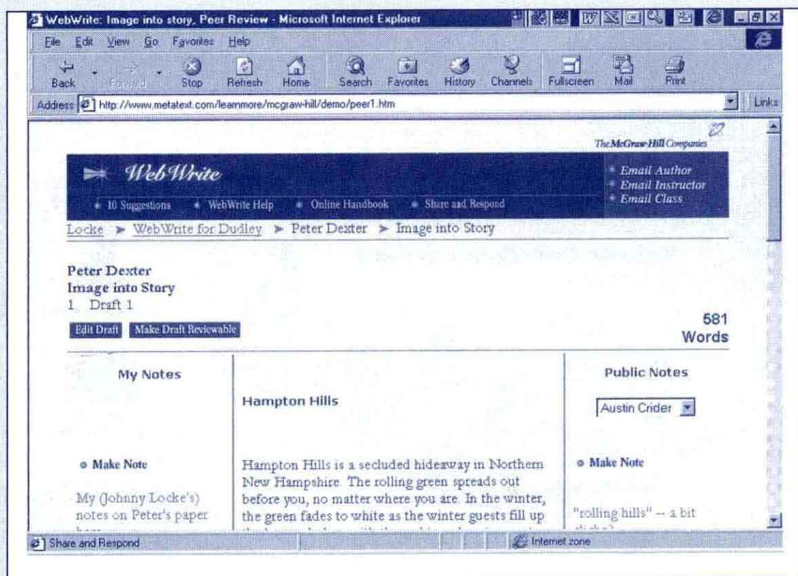 WebWrite: Image into story, Peer Review - Microsoft Internet Explorer
File Edit View Go Favorites Help
Back Forward Stop Refresh Home Search Favorites History Channels Fullscreen Mail Print
Address http://www.metatext.com/learnmore/mcgraw-hill/demo/peer1.htm Links
The McGraw-Hill Companies
WebWrite
Email Author
Email Instructor
Email Class
10 Suggestions WebWrite Help Online Handbook Share and Respond
Locke ➤ WebWrite for Dudley ➤ Peter Dexter ➤ Image into Story
Peter Dexter
Image into Story
1 Draft 1
Edit Draft Make Draft Reviewable
581
Words
My Notes
Make Note
My (Johnny Locke's)
notes on Peter's paper
Hampton Hills
Hampton Hills is a secluded hideaway in Northern
New Hampshire. The rolling green spreads out
before you, no matter where you are. In the winter,
the green fades to white as the winter guests fill up
Public Notes
Austin Crider
Make Note
"rolling hills" -- a bit
Share and Respond Internet zone